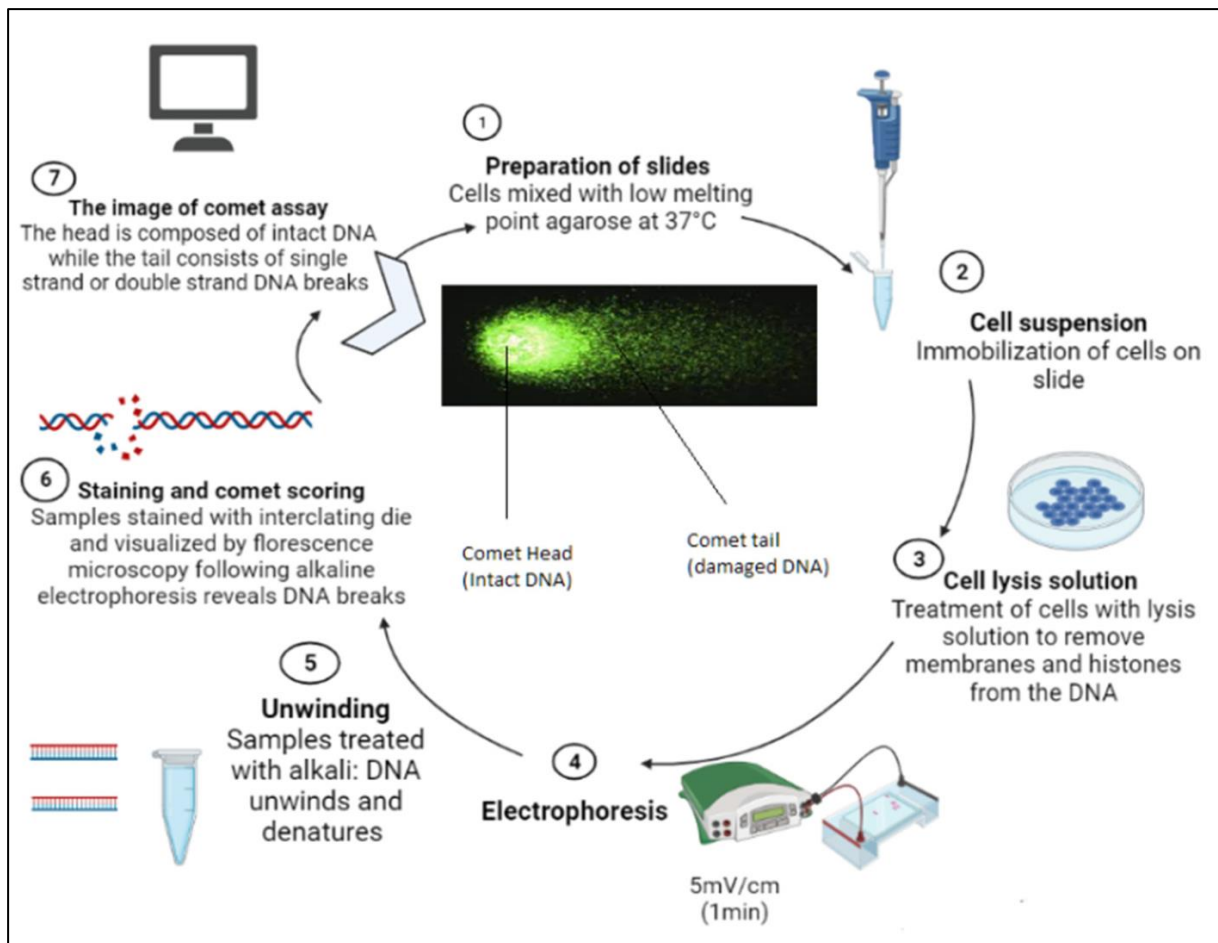 1
Preparation of slides
Cells mixed with low melting
point agarose at 37°C
2
Cell suspension
Immobilization of cells on
slide
3
Cell lysis solution
Treatment of cells with lysis
solution to remove
membranes and histones
from the DNA
4
Electrophoresis
5mV/cm
(1min)
5
Unwinding
Samples treated
with alkali: DNA
unwinds and
denatures
6
Staining and comet scoring
Samples stained with interclating die
and visualized by florescence
microscopy following alkaline
electrophoresis reveals DNA breaks
7
The image of comet assay
The head is composed of intact DNA
while the tail consists of single
strand or double strand DNA breaks
Comet Head
(Intact DNA)
Comet tail
(damaged DNA)